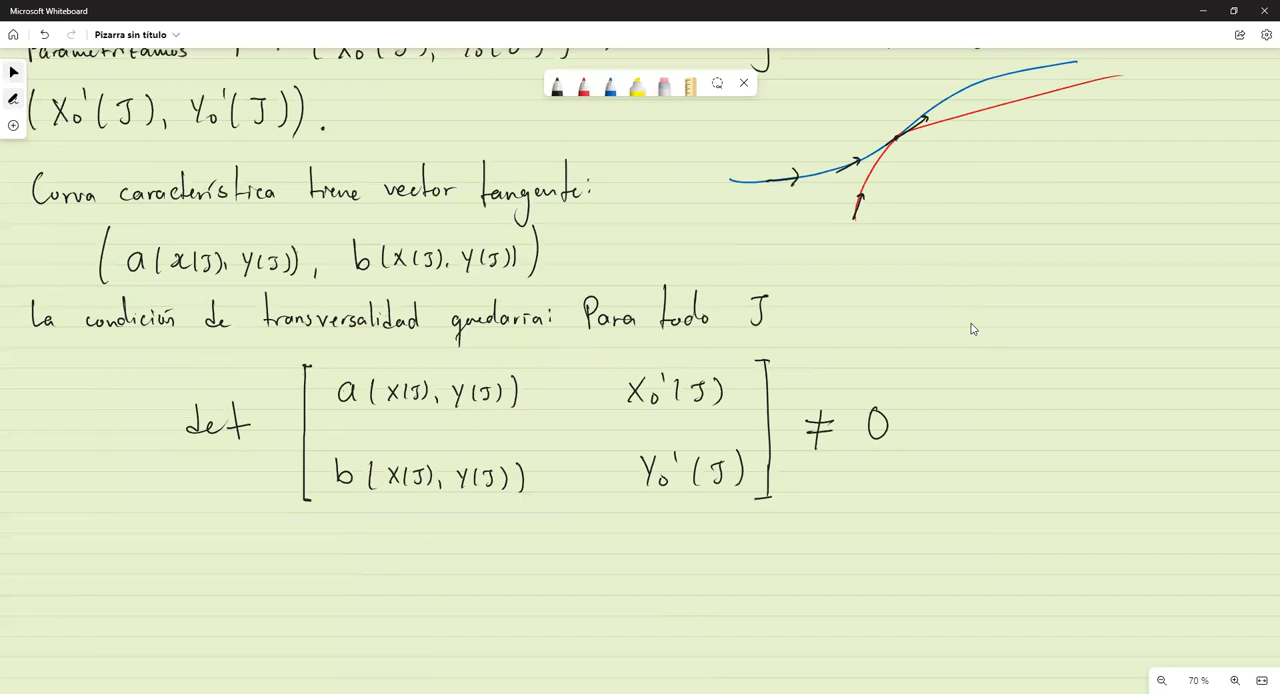 Microsoft Whiteboard
Pizarra sin título
Parametrizamos
(X₀'(J), Y₀'(J)).
Curva característica tiene vector tangente:
(a(x(J), Y(J)), b(X(J), Y(J)))
La condición de transversalidad quedaría: Para todo J
det [ a(X(J), Y(J)) X₀'(J)
b(X(J), Y(J)) Y₀'(J) ] ≠ 0
70 %